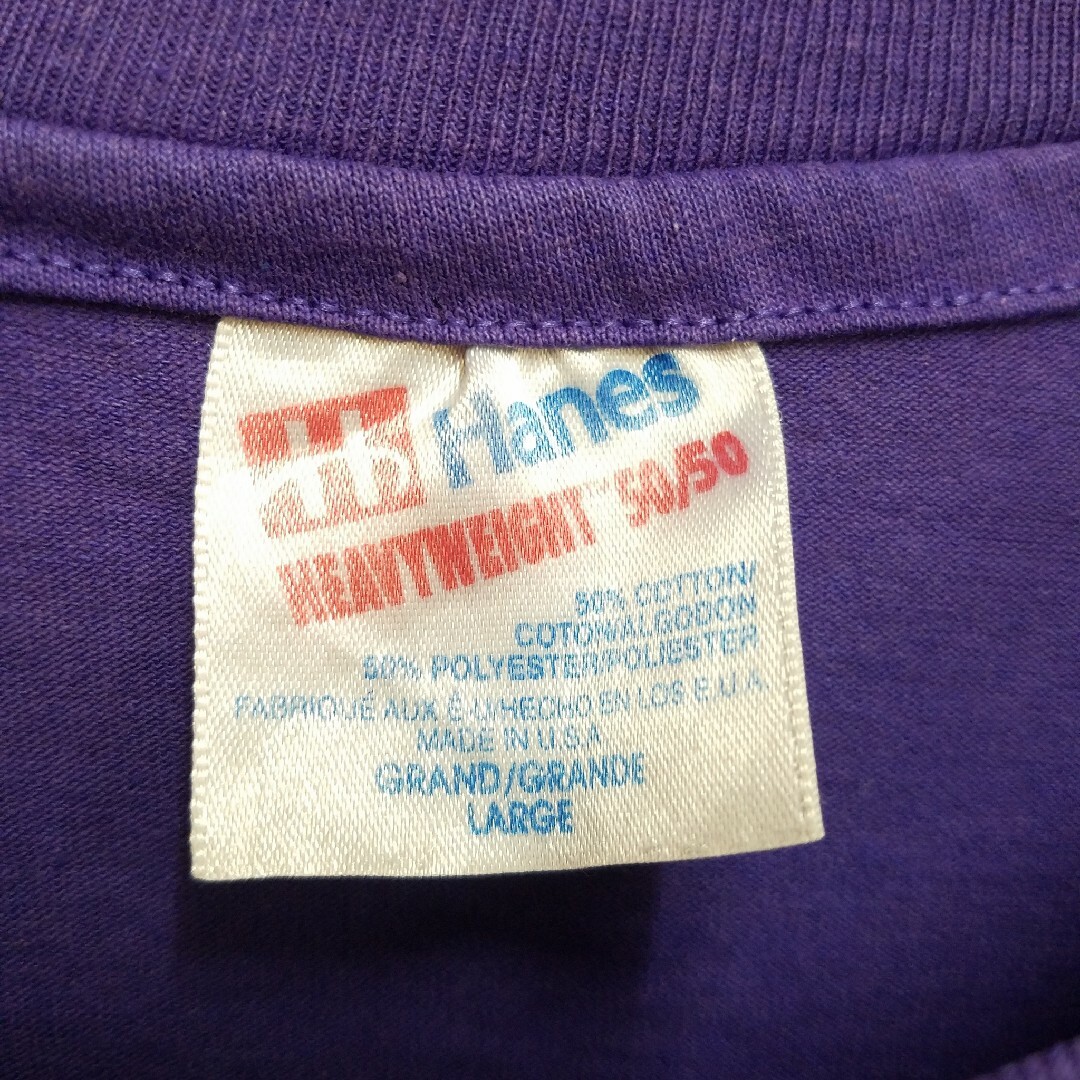 Hanes
HEAVYWEIGHT™ 50/50
50% COTTON/
COTON/ALGODON
50% POLYESTER/POLIESTER
FABRIQUÉ AUX É-U/HECHO EN LOS E.U.A.
MADE IN U.S.A.
GRAND/GRANDE
LARGE